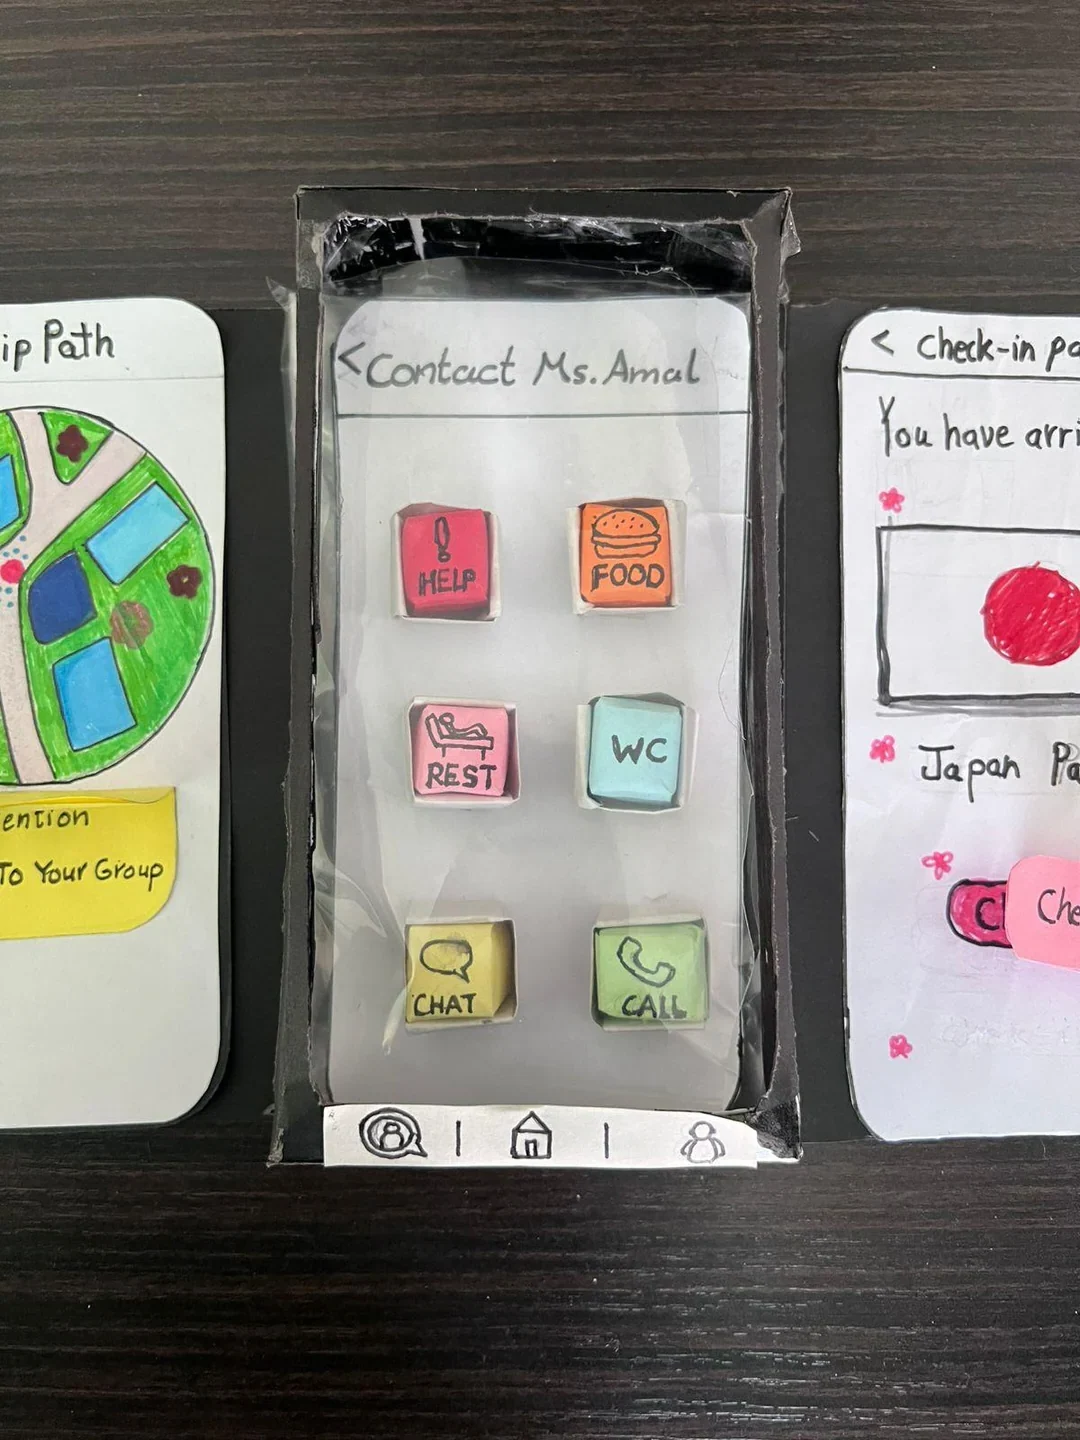 ip Path
ention
To Your Group
< Contact Ms. Amal
HELP
FOOD
REST
WC
CHAT
CALL
< Check-in pa
You have arri
Japan Pa
C
Che